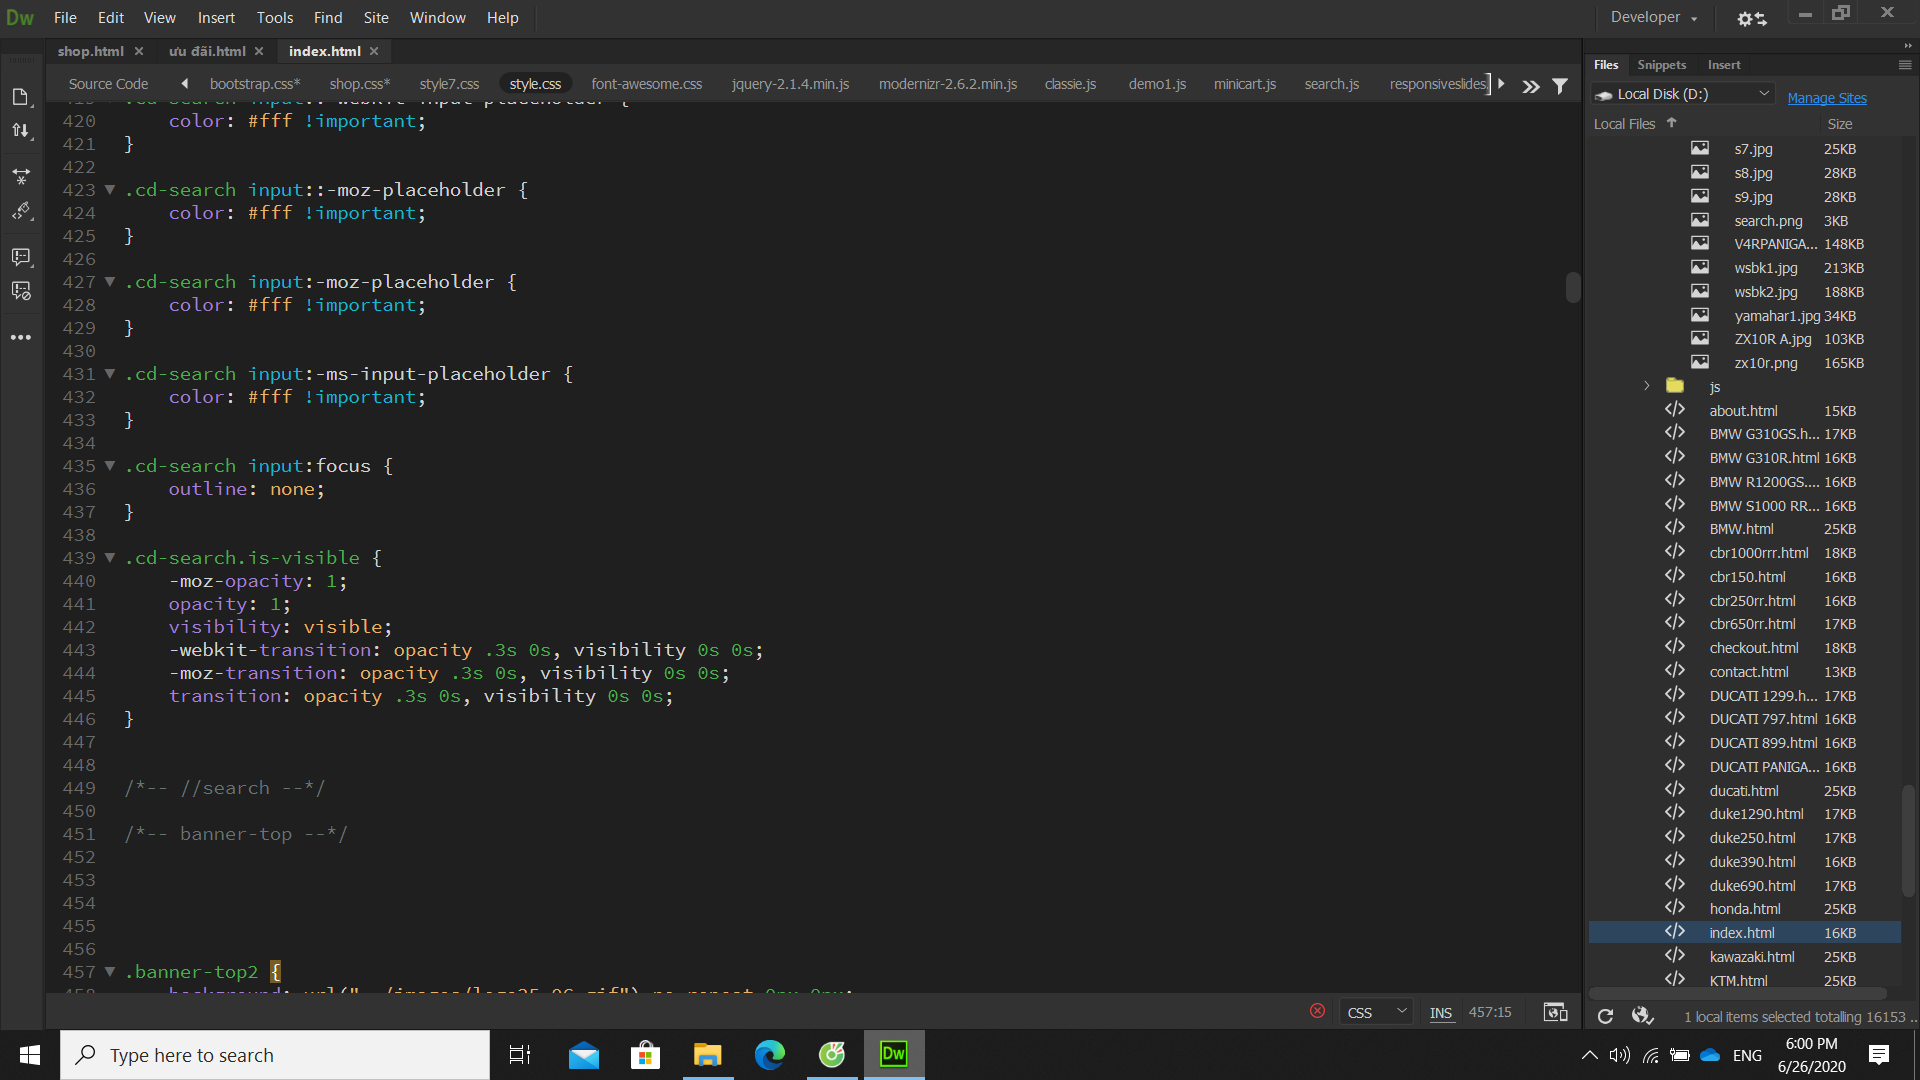 Dw File Edit View Insert Tools Find Site Window Help Developer
shop.html ưu đãi.html index.html
Source Code bootstrap.css* shop.css* style7.css style.css font-awesome.css jquery-2.1.4.min.js modernizr-2.6.2.min.js classie.js demo1.js minicart.js search.js responsiveslides.
420 color: #fff !important;
421 }
422
423 .cd-search input::-moz-placeholder {
424 color: #fff !important;
425 }
426
427 .cd-search input:-moz-placeholder {
428 color: #fff !important;
429 }
430
431 .cd-search input:-ms-input-placeholder {
432 color: #fff !important;
433 }
434
435 .cd-search input:focus {
436 outline: none;
437 }
438
439 .cd-search.is-visible {
440 -moz-opacity: 1;
441 opacity: 1;
442 visibility: visible;
443 -webkit-transition: opacity .3s 0s, visibility 0s 0s;
444 -moz-transition: opacity .3s 0s, visibility 0s 0s;
445 transition: opacity .3s 0s, visibility 0s 0s;
446 }
447
448
449 /*-- //search --*/
450
451 /*-- banner-top --*/
452
453
454
455
456
457 .banner-top2 {
CSS INS 457:15
Files Snippets Insert
Local Disk (D:) Manage Sites
Local Files Size
s7.jpg 25KB
s8.jpg 28KB
s9.jpg 28KB
search.png 3KB
V4RPANIGA... 148KB
wsbk1.jpg 213KB
wsbk2.jpg 188KB
yamahar1.jpg 34KB
ZX10R A.jpg 103KB
zx10r.png 165KB
js
about.html 15KB
BMW G310GS.h... 17KB
BMW G310R.html 16KB
BMW R1200GS.... 16KB
BMW S1000 RR... 16KB
BMW.html 25KB
cbr1000rrr.html 18KB
cbr150.html 16KB
cbr250rr.html 16KB
cbr650rr.html 17KB
checkout.html 18KB
contact.html 13KB
DUCATI 1299.h... 17KB
DUCATI 797.html 16KB
DUCATI 899.html 16KB
DUCATI PANIGA... 16KB
ducati.html 25KB
duke1290.html 17KB
duke250.html 17KB
duke390.html 16KB
duke690.html 17KB
honda.html 25KB
index.html 16KB
kawazaki.html 25KB
KTM.html 25KB
1 local items selected totalling 16153 ..
Type here to search
Dw
ENG
6:00 PM
6/26/2020